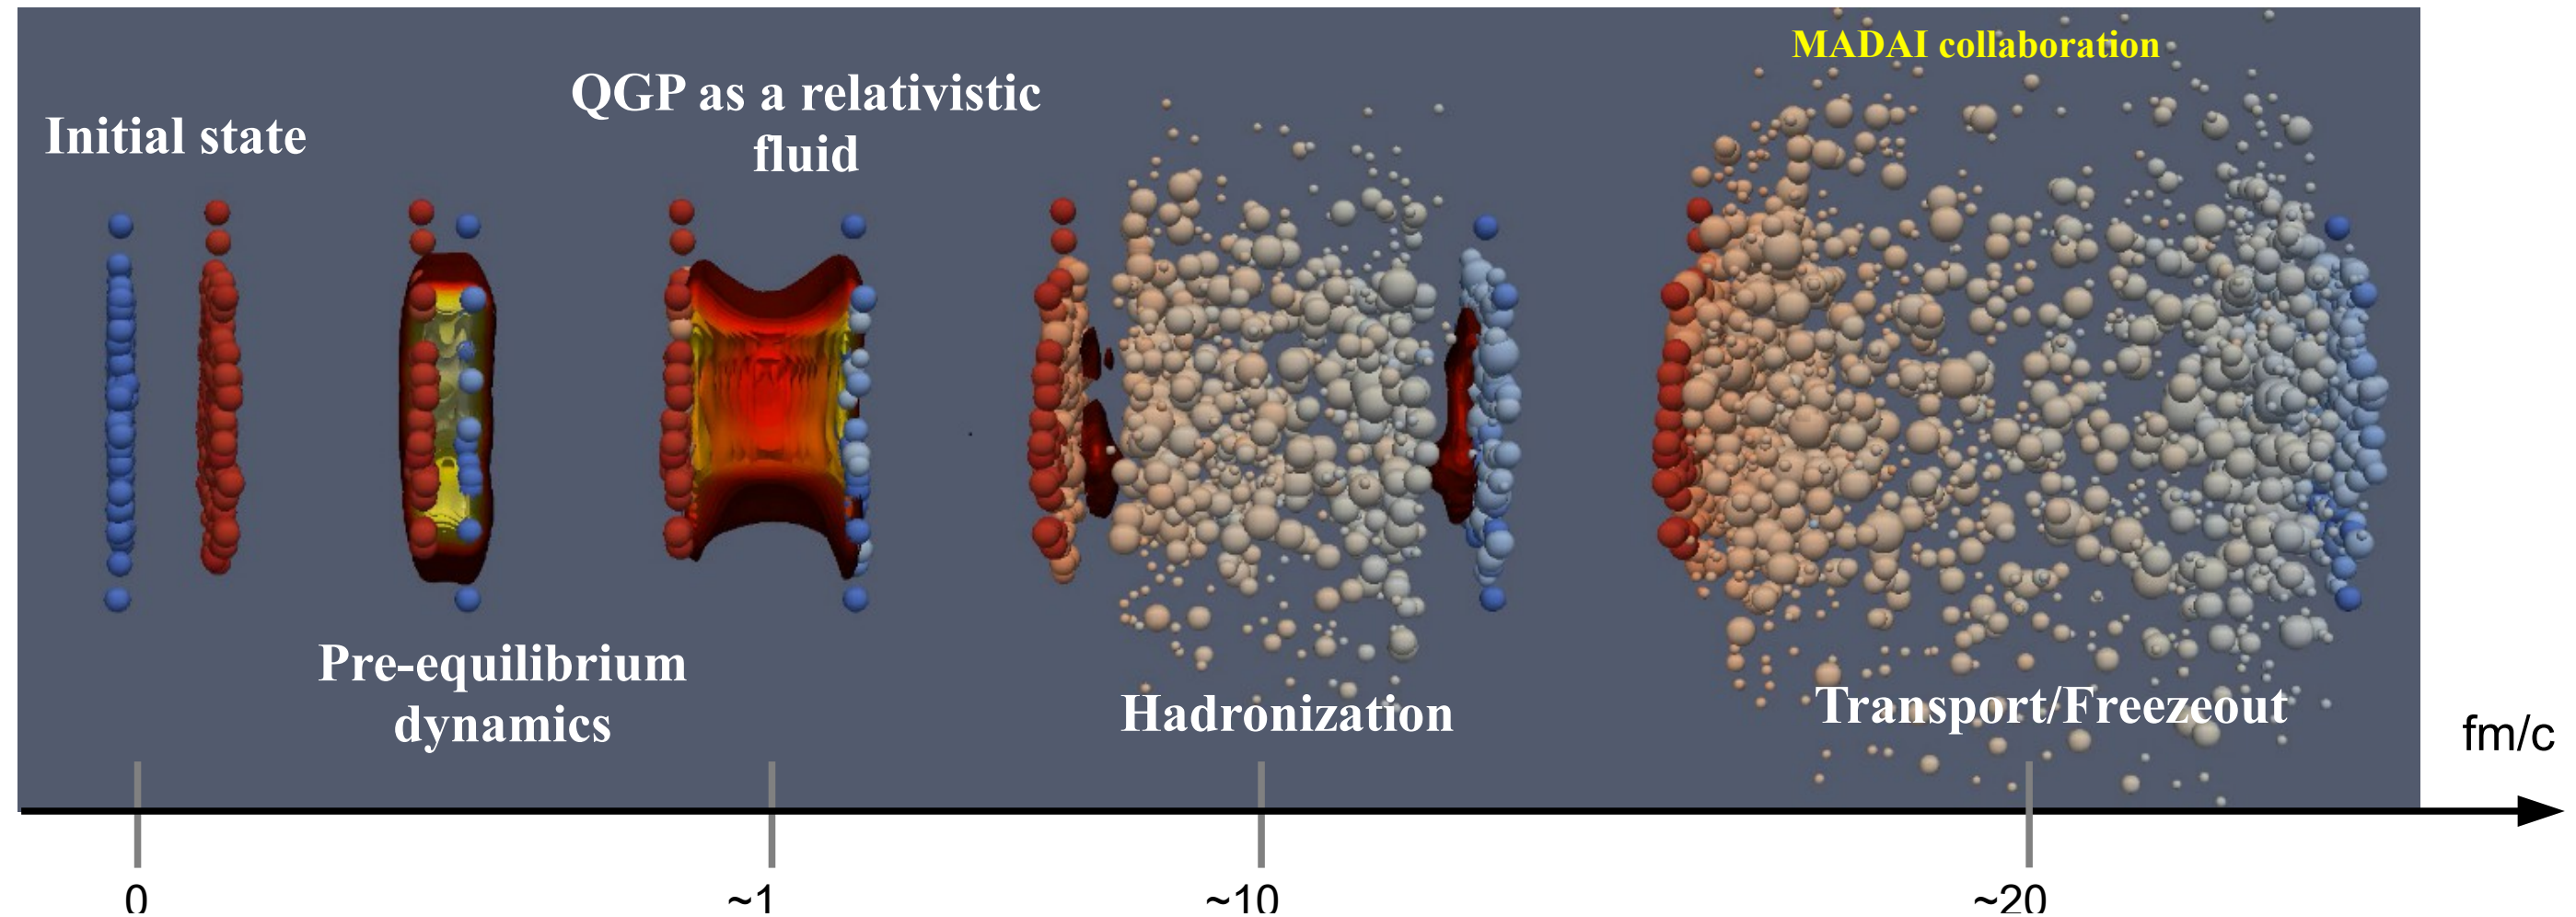 MADAI collaboration
QGP as a relativistic
fluid
Initial state
Pre-equilibrium
dynamics
Hadronization
Transport/Freezeout
fm/c
0
~1
~10
~20